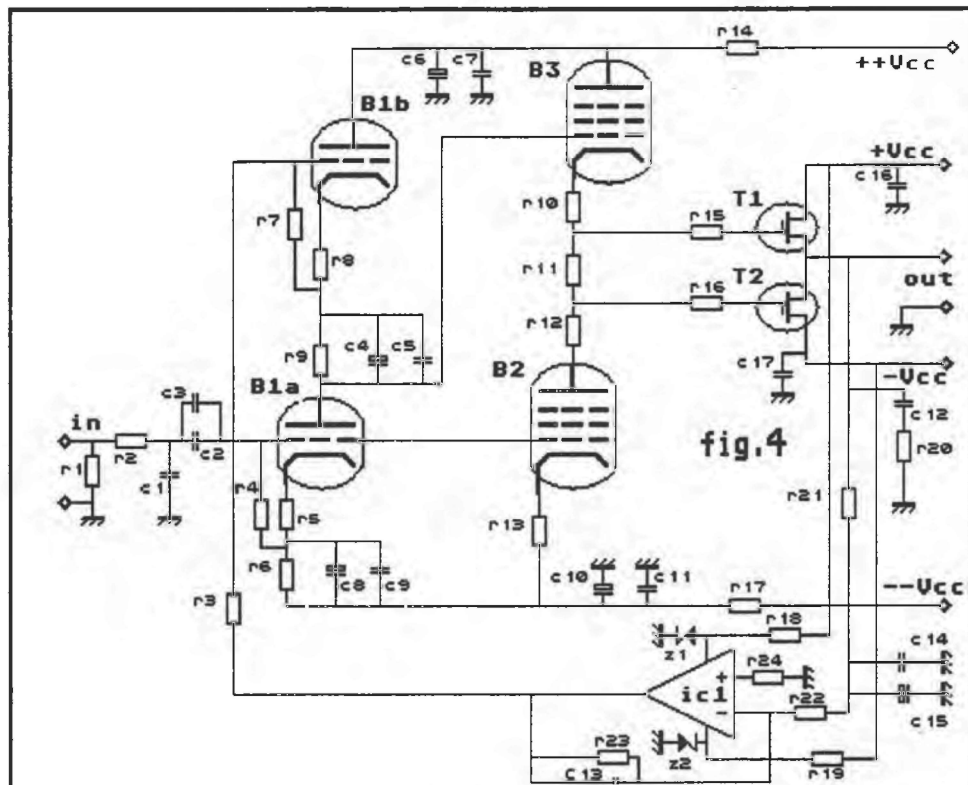 r14
++Vcc
c6 c7
B3
B1b
+Vcc
c16
r7
r10
T1
r15
r8
r11
out
T2
r16
r12
r9 c4 c5
c17
-Vcc
B1a
B2
c3
c12
in
fig.4
r20
r1 r2 c1 c2
r4
r5
r21
r13
r6
c8 c9
c10 c11
r3
r17
--Vcc
r18
z1
c14
+
r24
ic1
-
r22
c15
z2
r23
r19
c13